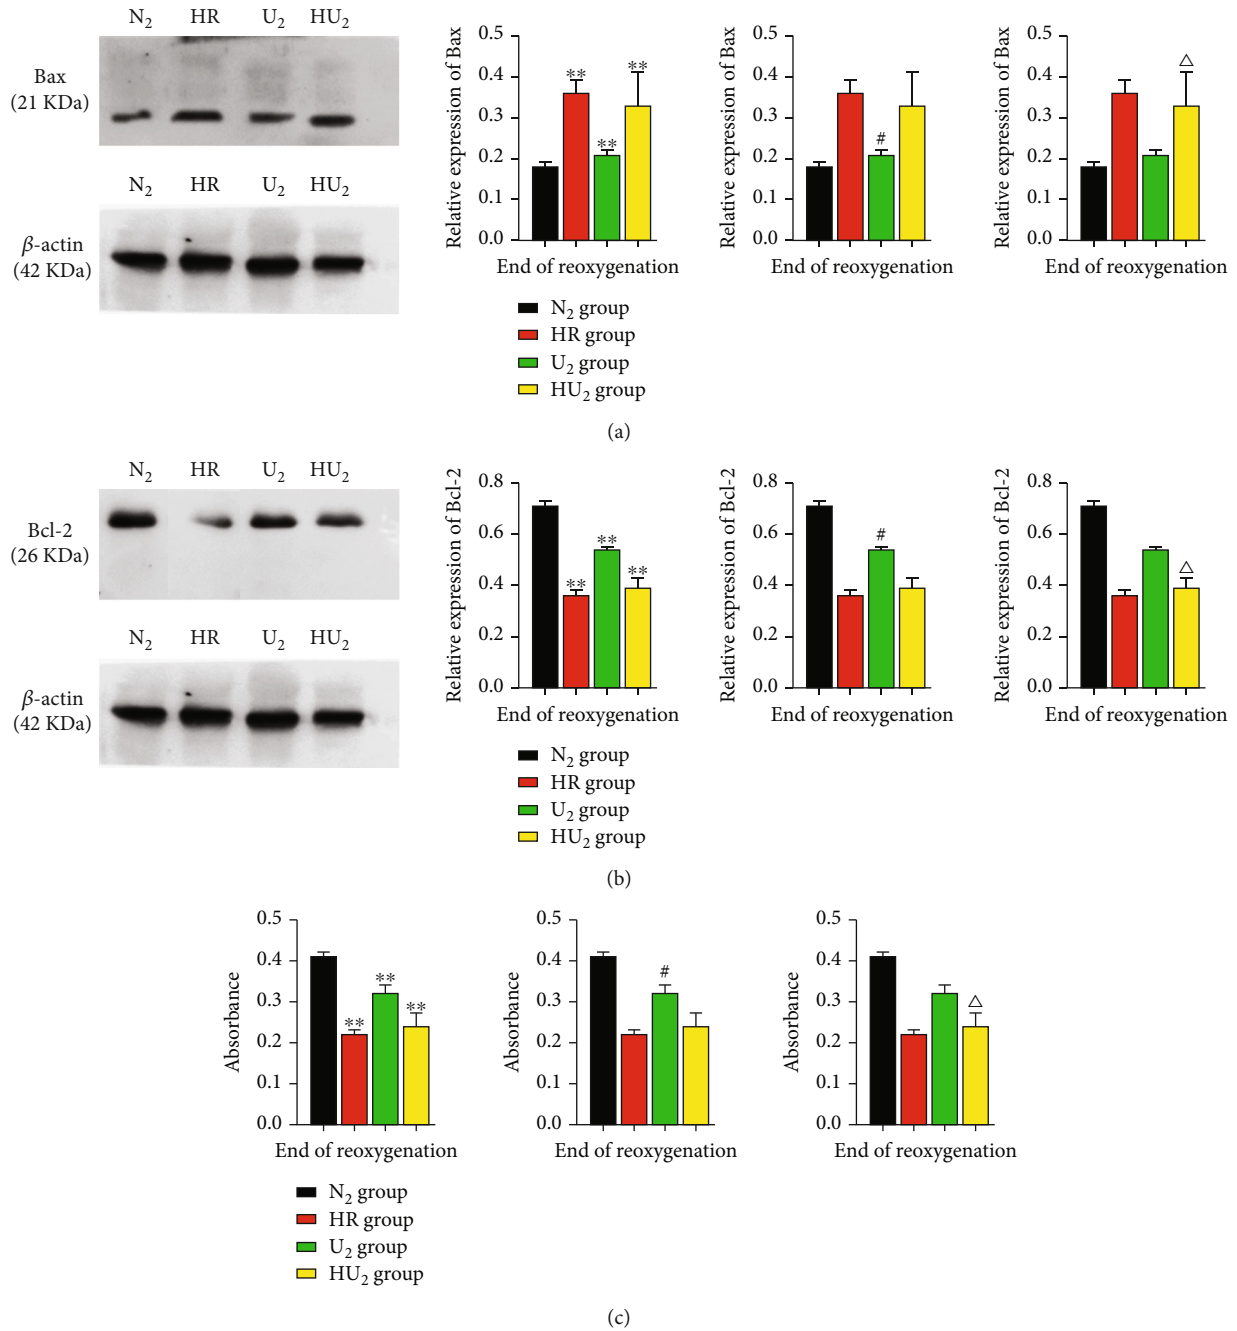 N₂ HR U₂ HU₂
Bax
(21 KDa)
N₂ HR U₂ HU₂
β-actin
(42 KDa)
Relative expression of Bax
0.5
0.4
0.3
0.2
0.1
0.0
**
**
**
End of reoxygenation
Relative expression of Bax
0.5
0.4
0.3
0.2
0.1
0.0
#
End of reoxygenation
Relative expression of Bax
0.5
0.4
0.3
0.2
0.1
0.0
△
End of reoxygenation
N₂ group
HR group
U₂ group
HU₂ group
(a)
N₂ HR U₂ HU₂
Bcl-2
(26 KDa)
N₂ HR U₂ HU₂
β-actin
(42 KDa)
Relative expression of Bcl-2
0.8
0.6
0.4
0.2
0.0
**
**
**
End of reoxygenation
Relative expression of Bcl-2
0.8
0.6
0.4
0.2
0.0
#
End of reoxygenation
Relative expression of Bcl-2
0.8
0.6
0.4
0.2
0.0
△
End of reoxygenation
N₂ group
HR group
U₂ group
HU₂ group
(b)
Absorbance
0.5
0.4
0.3
0.2
0.1
0.0
**
**
**
End of reoxygenation
Absorbance
0.5
0.4
0.3
0.2
0.1
0.0
#
End of reoxygenation
Absorbance
0.5
0.4
0.3
0.2
0.1
0.0
△
End of reoxygenation
N₂ group
HR group
U₂ group
HU₂ group
(c)